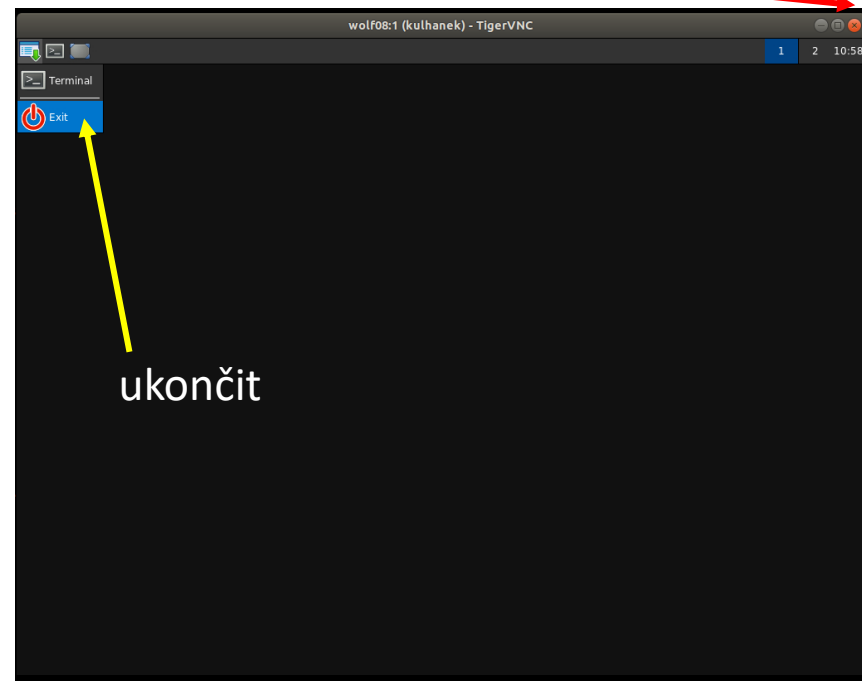 wolf08:1 (kulhanek) - TigerVNC
1 2 10:58
Terminal
Exit
ukončit